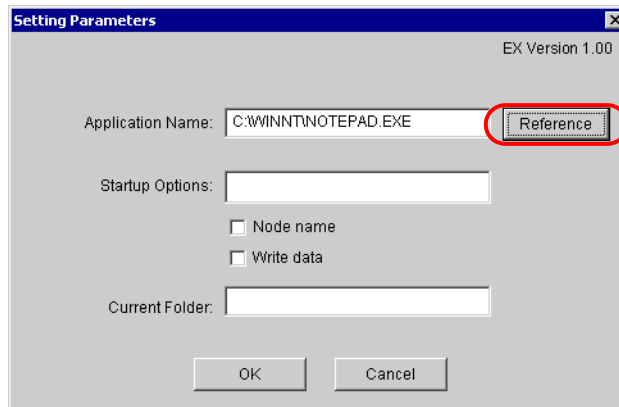 Setting Parameters
EX Version 1.00
Application Name: C:\WINNT\NOTEPAD.EXE Reference
Startup Options:
Node name
Write data
Current Folder:
OK Cancel